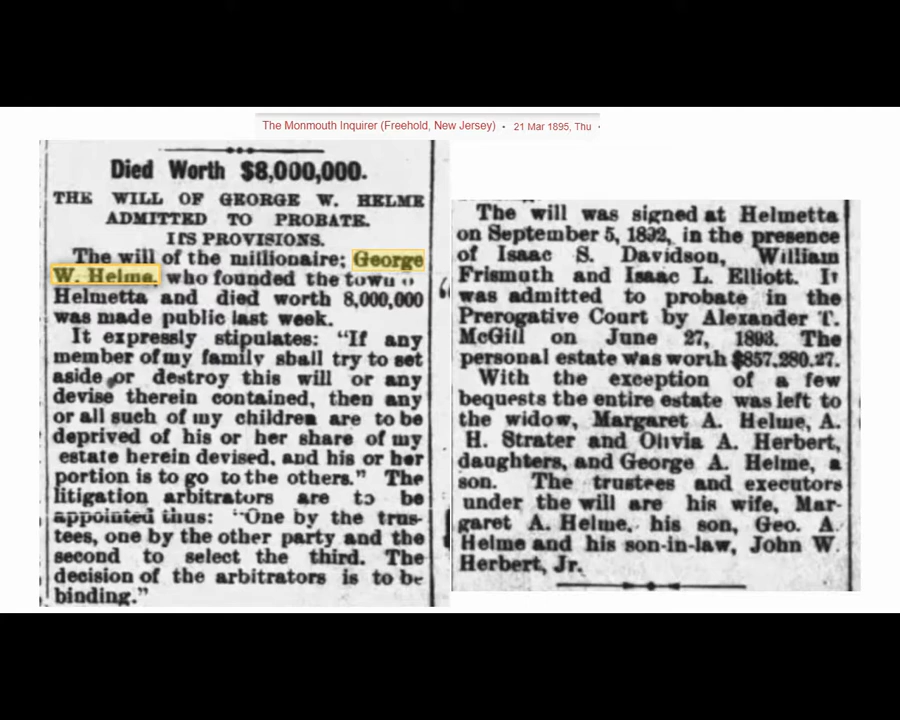 The Monmouth Inquirer (Freehold, New Jersey) · 21 Mar 1895, Thu ·
Died Worth $8,000,000.
THE WILL OF GEORGE W. HELME
ADMITTED TO PROBATE.
ITS PROVISIONS.
The will of the millionaire; George
W. Helme, who founded the town o
Helmetta and died worth 8,000,000
was made public last week.
It expressly stipulates: "If any
member of my family shall try to set
aside or destroy this will or any
devise therein contained, then any
or all such of my children are to be
deprived of his or her share of my
estate herein devised, and his or her
portion is to go to the others." The
litigation arbitrators are to be
appointed thus: "One by the trus-
tees, one by the other party and the
second to select the third. The
decision of the arbitrators is to be
binding."
The will was signed at Helmetta
on September 5, 1892, in the presence
of Isaac S. Davidson, William
Frismuth and Isaac L. Elliott. It
was admitted to probate in the
Prerogative Court by Alexander T.
McGill on June 27, 1893. The
personal estate was worth $857,280.27.
With the exception of a few
bequests the entire estate was left to
the widow, Margaret A. Helme, A.
H. Strater and Olivia A. Herbert,
daughters, and George A. Helme, a
son. The trustees and executors
under the will are his wife, Mar-
garet A. Helme, his son, Geo. A.
Helme and his son-in-law, John W.
Herbert, Jr.